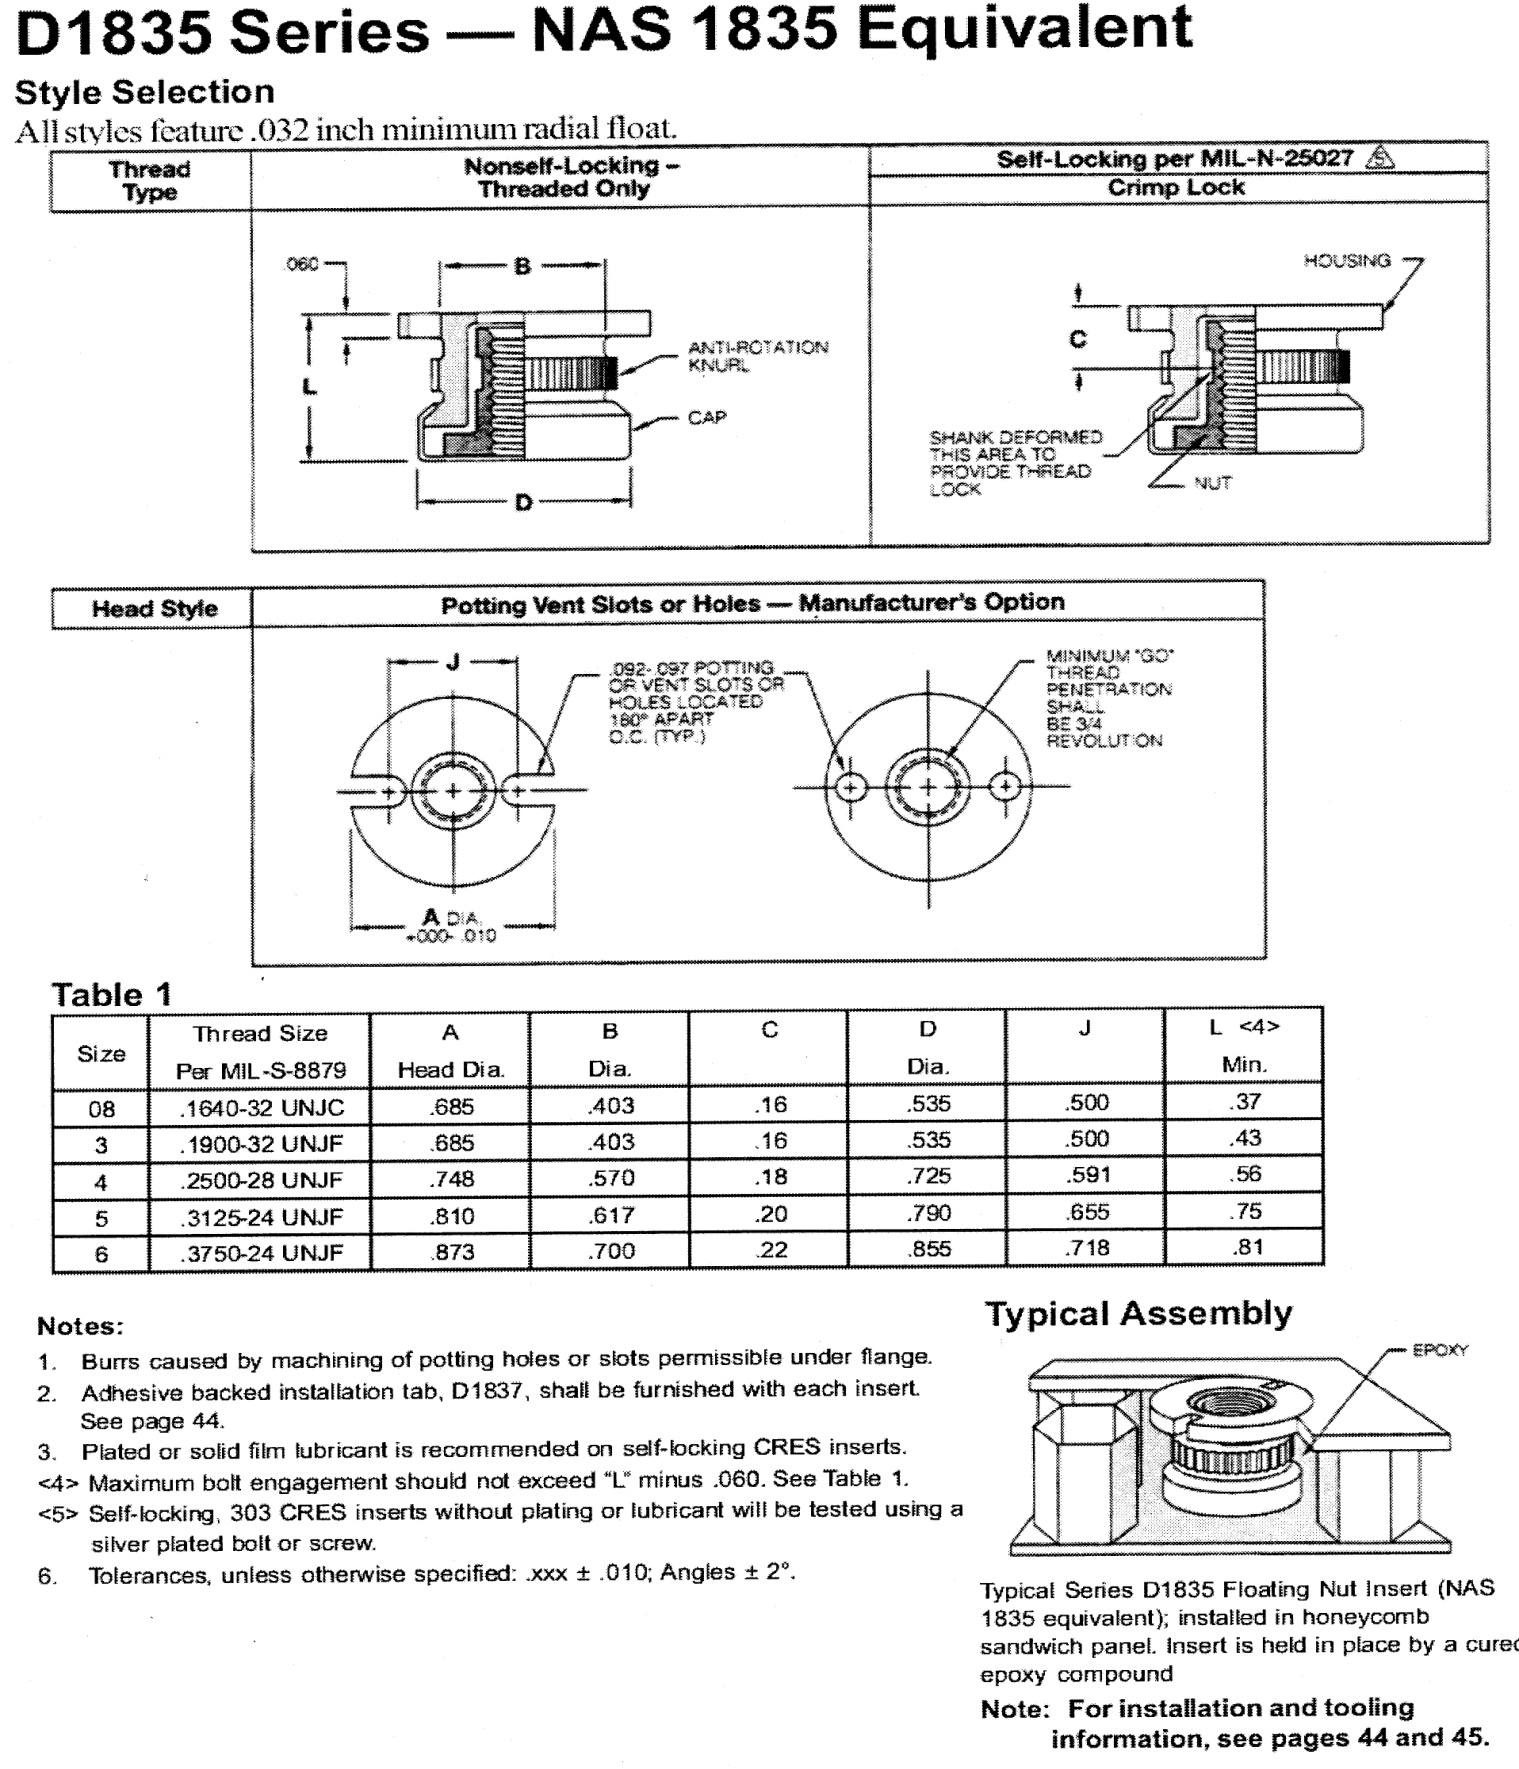 D1835 Series — NAS 1835 Equivalent
Style Selection
All styles feature .032 inch minimum radial float.
Thread
Type
Nonself-Locking –
Threaded Only
Self-Locking per MIL-N-25027 5
Crimp Lock
.060
B
L
ANTI-ROTATION
KNURL
CAP
D
HOUSING
C
SHANK DEFORMED
THIS AREA TO
PROVIDE THREAD
LOCK
NUT
Head Style
Potting Vent Slots or Holes — Manufacturer's Option
J
.092-.097 POTTING
OR VENT SLOTS OR
HOLES LOCATED
180° APART
O.C. (TYP.)
MINIMUM "GO"
THREAD
PENETRATION
SHALL
BE 3/4
REVOLUTION
A DIA.
+000- .010
Table 1
Size
Thread Size
Per MIL-S-8879
A
Head Dia.
B
Dia.
C
D
Dia.
J
L <4>
Min.
08 .1640-32 UNJC .685 .403 .16 .535 .500 .37
3 .1900-32 UNJF .685 .403 .16 .535 .500 .43
4 .2500-28 UNJF .748 .570 .18 .725 .591 .56
5 .3125-24 UNJF .810 .617 .20 .790 .655 .75
6 .3750-24 UNJF .873 .700 .22 .855 .718 .81
Notes:
1. Burrs caused by machining of potting holes or slots permissible under flange.
2. Adhesive backed installation tab, D1837, shall be furnished with each insert.
See page 44.
3. Plated or solid film lubricant is recommended on self-locking CRES inserts.
<4> Maximum bolt engagement should not exceed "L" minus .060. See Table 1.
<5> Self-locking, 303 CRES inserts without plating or lubricant will be tested using a
silver plated bolt or screw.
6. Tolerances, unless otherwise specified: .xxx ± .010; Angles ± 2°.
Typical Assembly
EPOXY
Typical Series D1835 Floating Nut Insert (NAS
1835 equivalent); installed in honeycomb
sandwich panel. Insert is held in place by a cured
epoxy compound
Note: For installation and tooling
information, see pages 44 and 45.